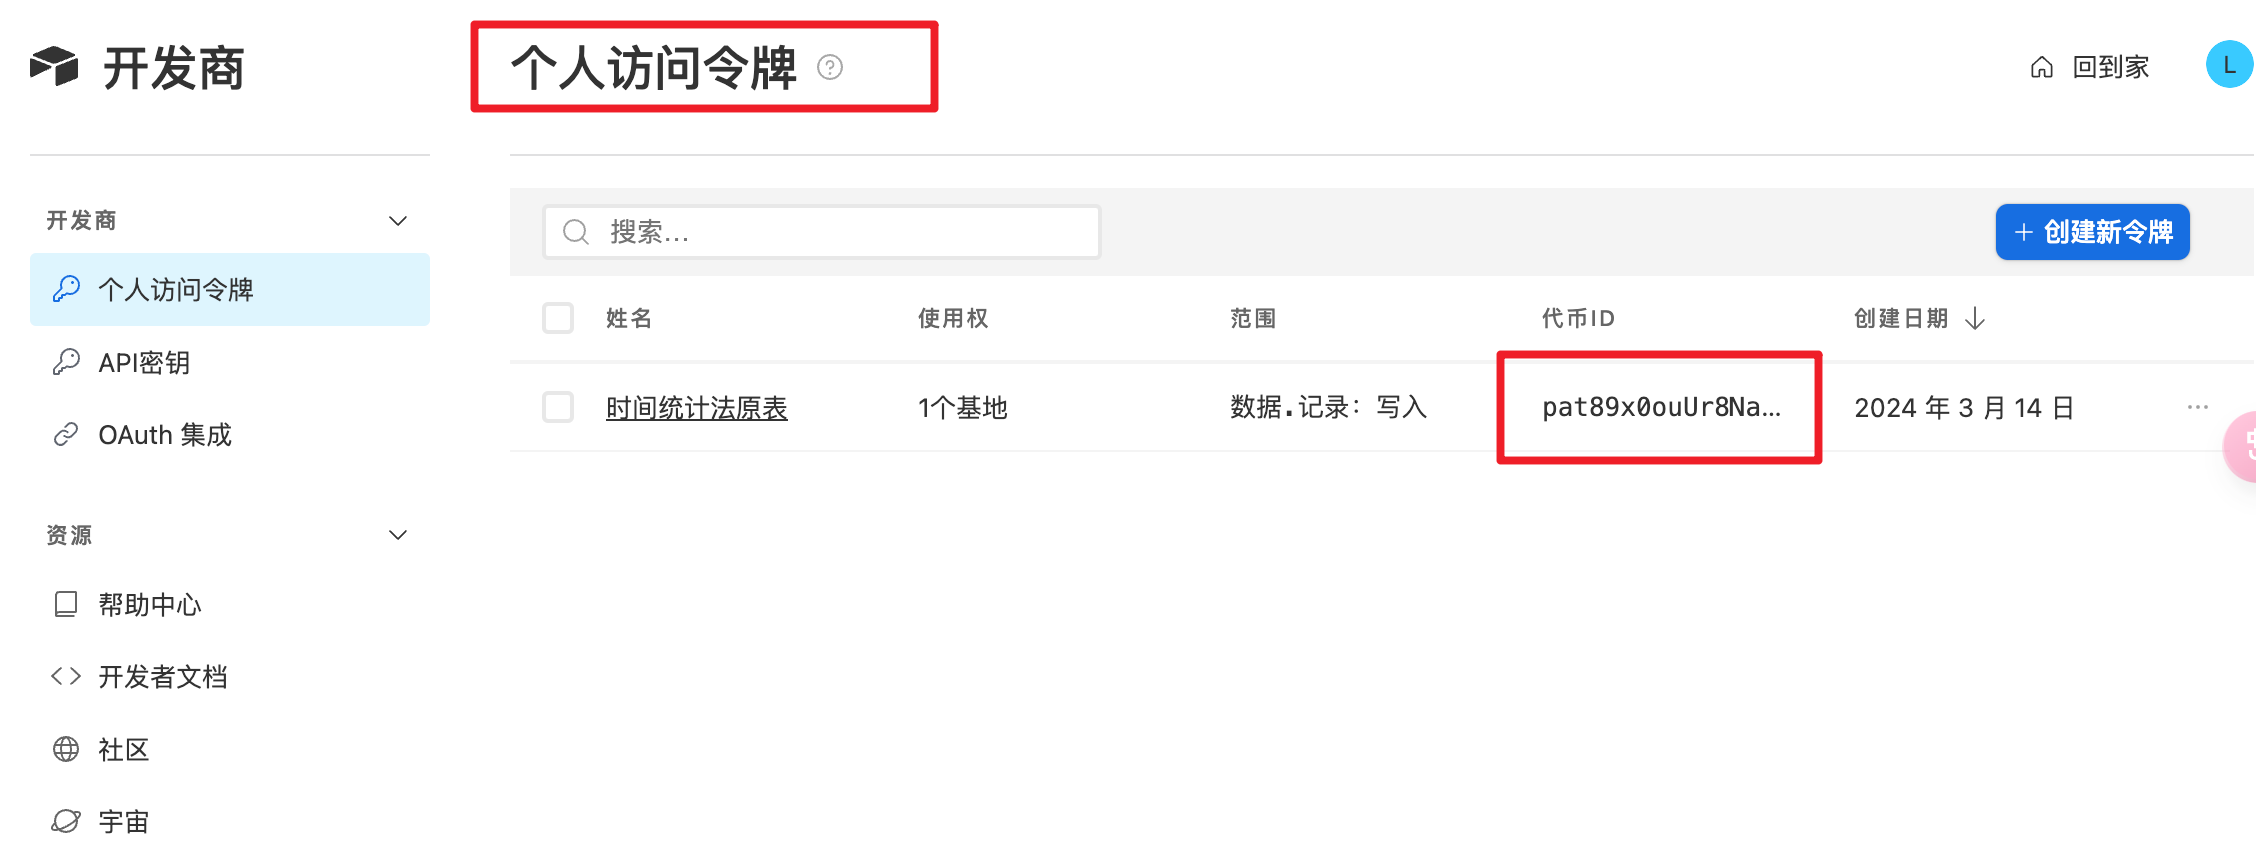 开发商
个人访问令牌 ?
回到家
L
开发商
个人访问令牌
API密钥
OAuth 集成
资源
帮助中心
开发者文档
社区
宇宙
搜索...
+ 创建新令牌
姓名 使用权 范围 代币ID 创建日期 ↓
时间统计法原表 1个基地 数据.记录：写入 pat89x0ouUr8Na... 2024 年 3 月 14 日 ...